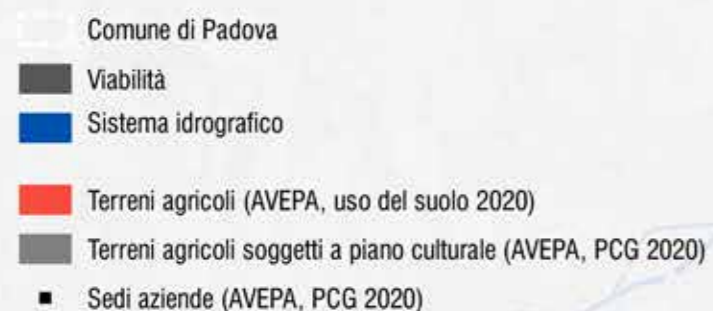 Comune di Padova
Viabilità
Sistema idrografico
Terreni agricoli (AVEPA, uso del suolo 2020)
Terreni agricoli soggetti a piano culturale (AVEPA, PCG 2020)
Sedi aziende (AVEPA, PCG 2020)